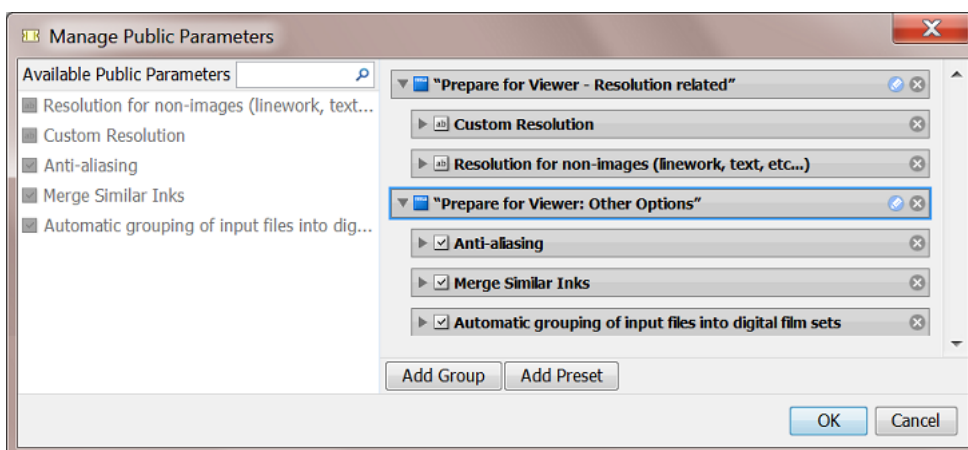 Manage Public Parameters
Available Public Parameters
Resolution for non-images (linework, text...
Custom Resolution
Anti-aliasing
Merge Similar Inks
Automatic grouping of input files into dig...
"Prepare for Viewer - Resolution related"
ab Custom Resolution
ab Resolution for non-images (linework, text, etc...)
"Prepare for Viewer: Other Options"
Anti-aliasing
Merge Similar Inks
Automatic grouping of input files into digital film sets
Add Group Add Preset
OK Cancel